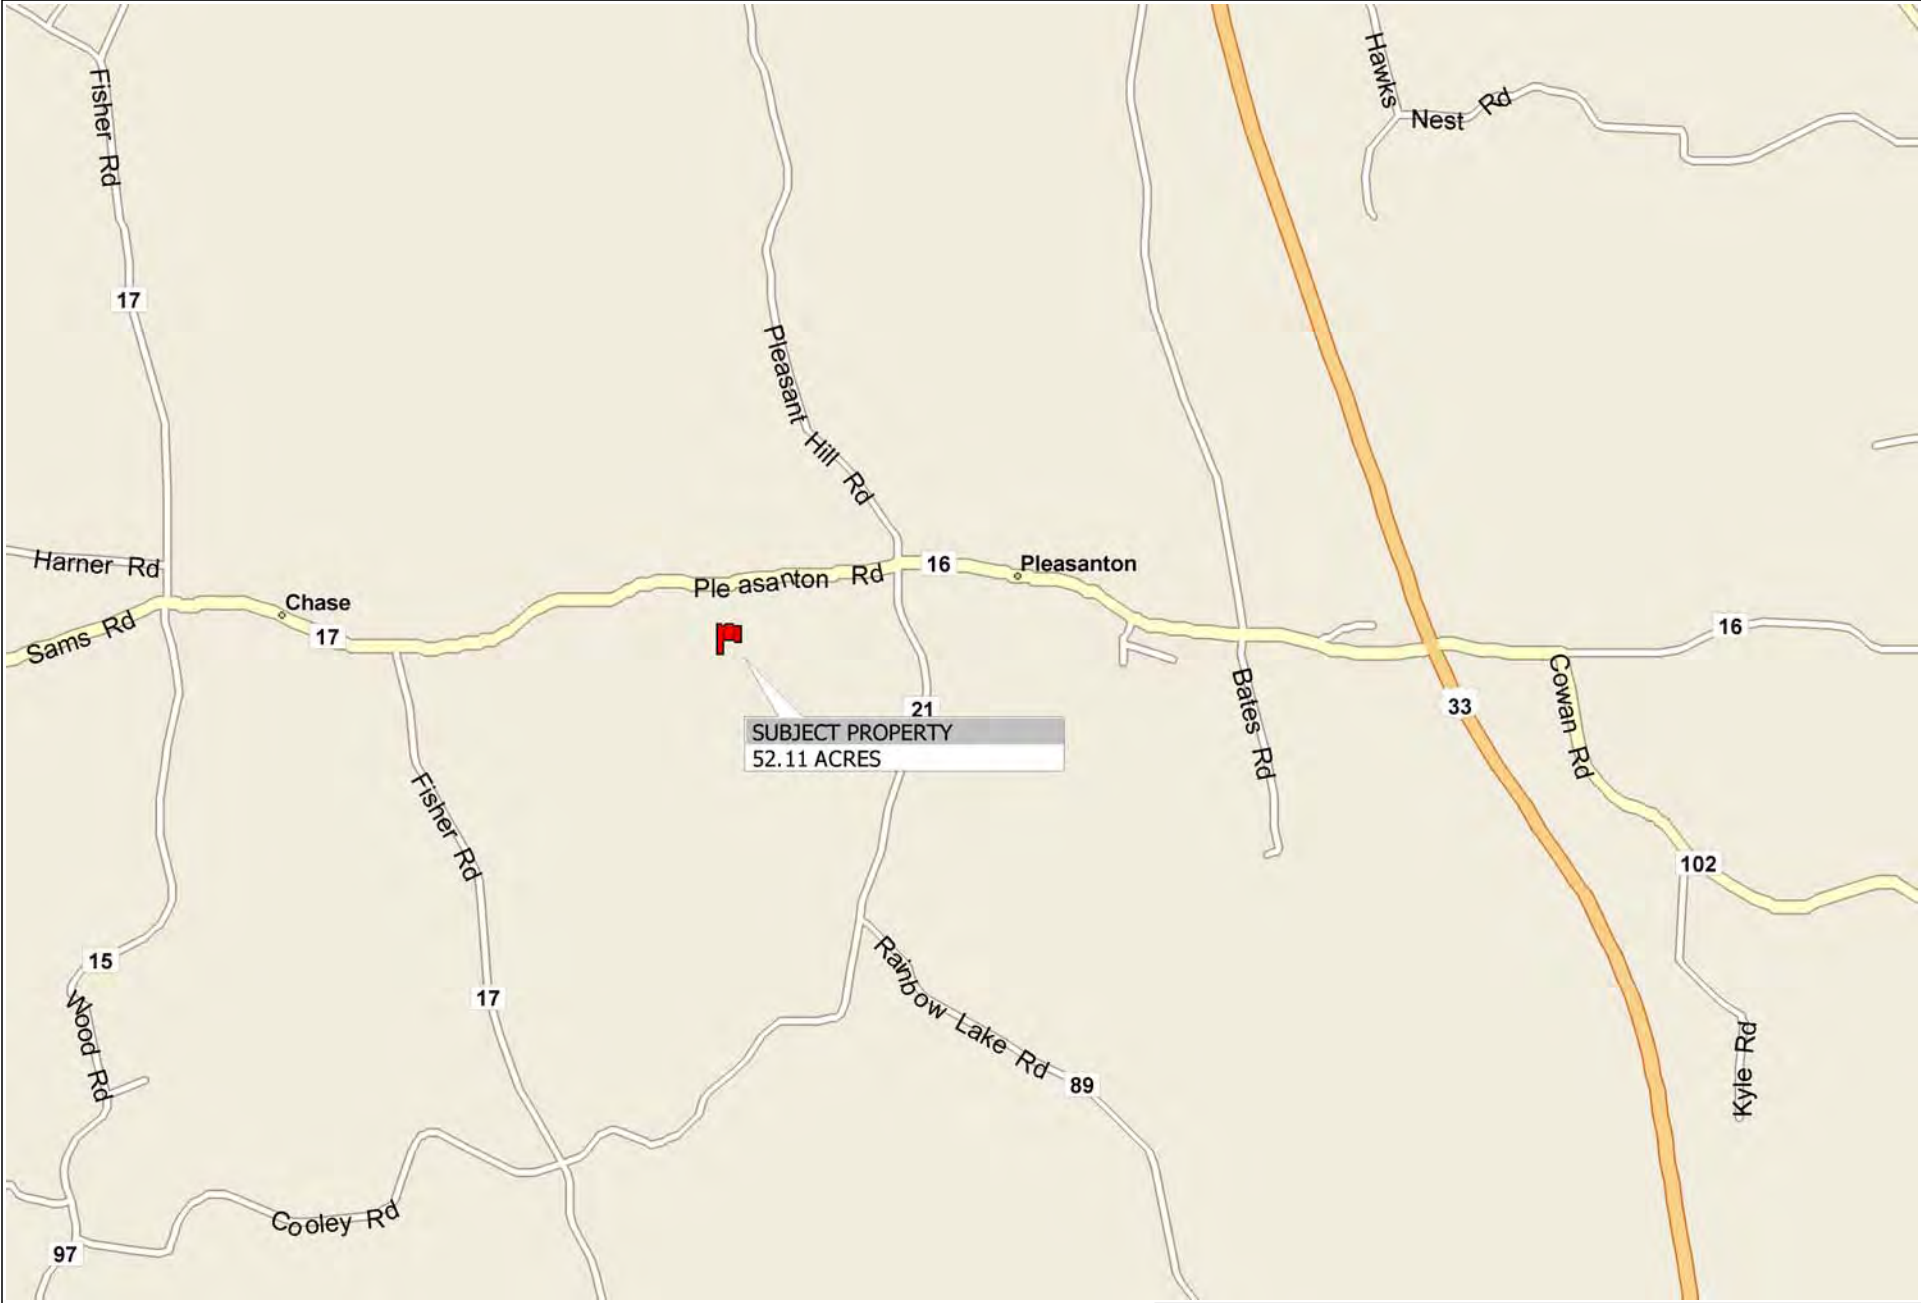 Hawks
Nest Rd
Fisher Rd
17
Pleasant Hill Rd
Harner Rd
Pleasanton Rd
16
Pleasanton
Chase
17
Sams Rd
16
Cowan Rd
Bates Rd
33
21
SUBJECT PROPERTY
52.11 ACRES
Fisher Rd
102
Rainbow Lake Rd
15
17
Wood Rd
89
Kyle Rd
Cooley Rd
97